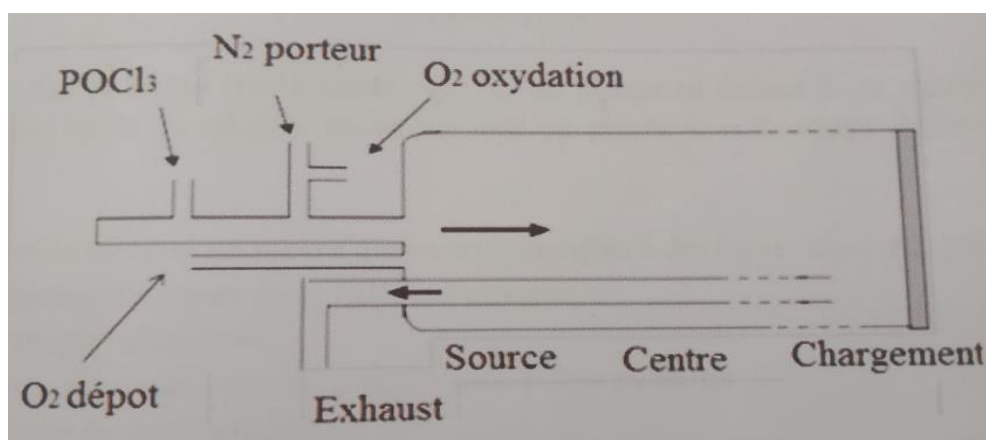 N2 porteur
POCl3
O2 oxydation
Source
Centre
Chargement
O2 dépot
Exhaust